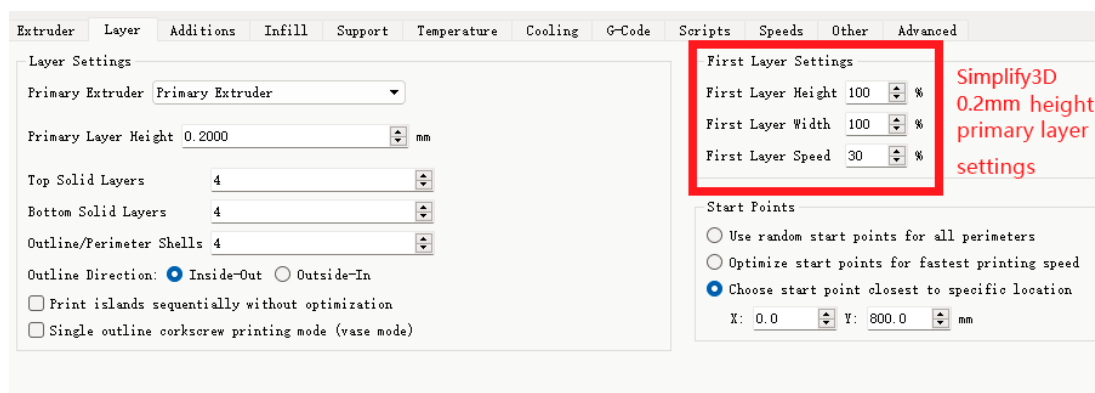 Extruder Layer Additions Infill Support Temperature Cooling G-Code Scripts Speeds Other Advanced
Layer Settings
Primary Extruder Primary Extruder
Primary Layer Height 0.2000 mm
Top Solid Layers 4
Bottom Solid Layers 4
Outline/Perimeter Shells 4
Outline Direction: Inside-Out Outside-In
Print islands sequentially without optimization
Single outline corkscrew printing mode (vase mode)
First Layer Settings
First Layer Height 100 %
First Layer Width 100 %
First Layer Speed 30 %
Simplify3D
0.2mm height
primary layer
settings
Start Points
Use random start points for all perimeters
Optimize start points for fastest printing speed
Choose start point closest to specific location
X: 0.0 Y: 800.0 mm